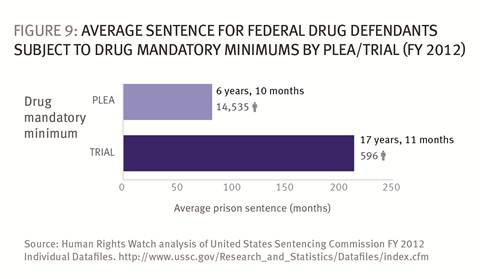 FIGURE 9: AVERAGE SENTENCE FOR FEDERAL DRUG DEFENDANTS
SUBJECT TO DRUG MANDATORY MINIMUMS BY PLEA/TRIAL (FY 2012)
Drug
mandatory
minimum
PLEA
6 years, 10 months
14,535
TRIAL
17 years, 11 months
596
0 50 100 150 200 250
Average prison sentence (months)
Source: Human Rights Watch analysis of United States Sentencing Commission FY 2012
Individual Datafiles. http://www.ussc.gov/Research_and_Statistics/Datafiles/index.cfm